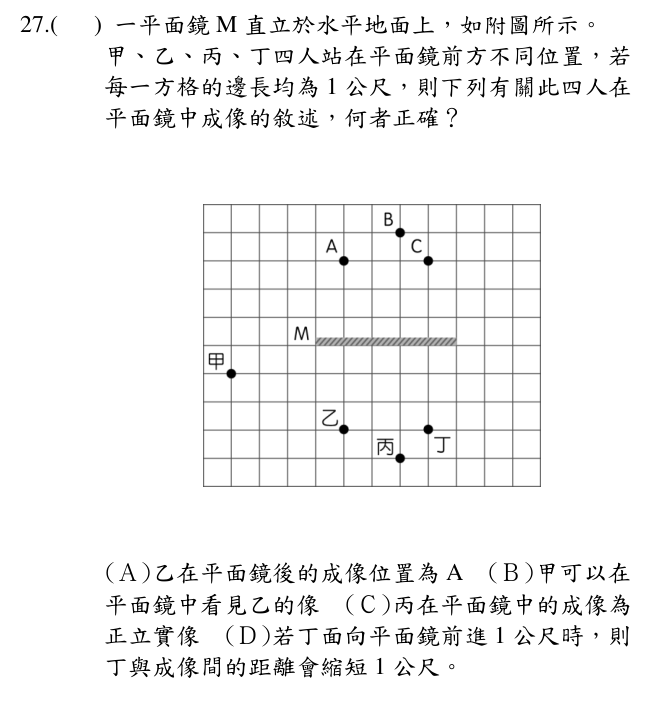 27.(　　) 一平面鏡 M 直立於水平地面上，如附圖所示。
甲、乙、丙、丁四人站在平面鏡前方不同位置，若
每一方格的邊長均為 1 公尺，則下列有關此四人在
平面鏡中成像的敘述，何者正確？
B
A
C
M
甲
乙
丙
丁
（A)乙在平面鏡後的成像位置為 A　（B)甲可以在
平面鏡中看見乙的像　（C)丙在平面鏡中的成像為
正立實像　（D)若丁面向平面鏡前進 1 公尺時，則
丁與成像間的距離會縮短 1 公尺。